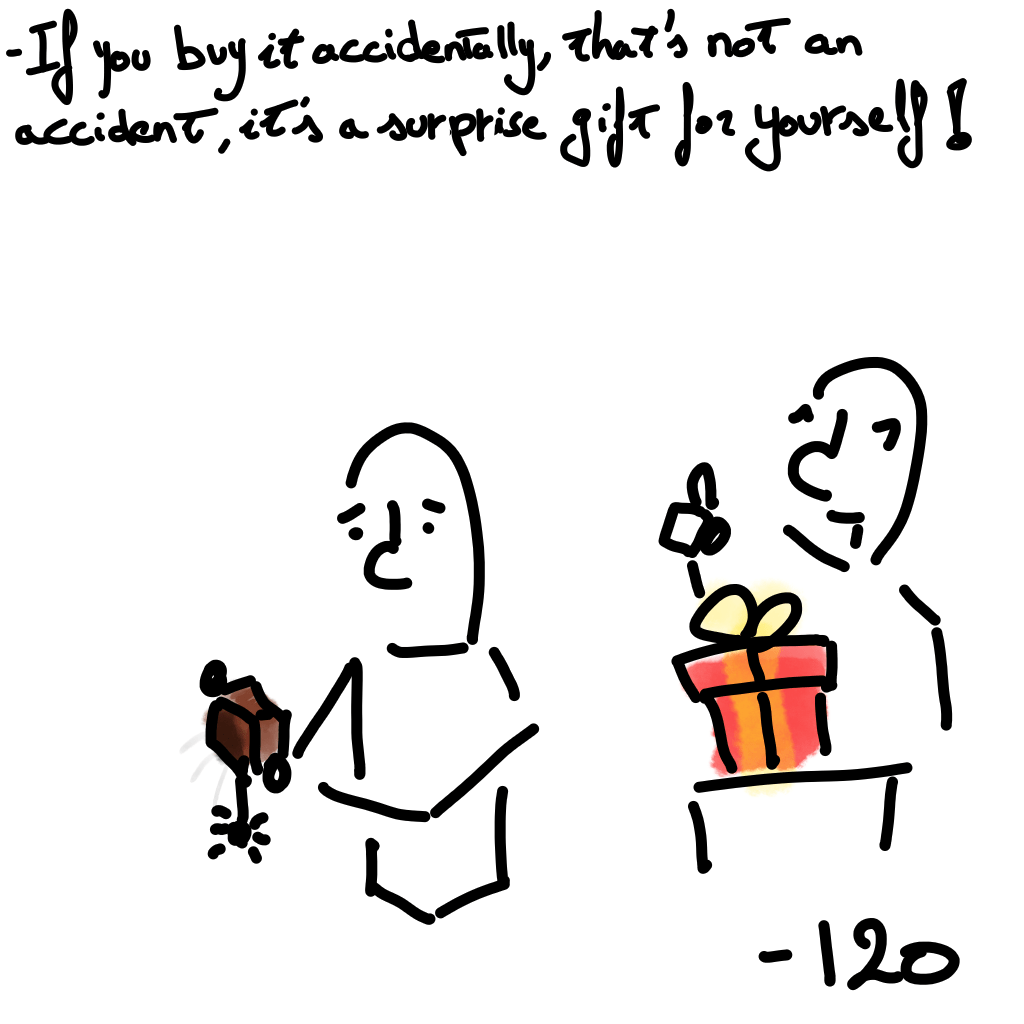 -If you buy it accidentally, that's not an
accident, it's a surprise gift for yourself!
-120